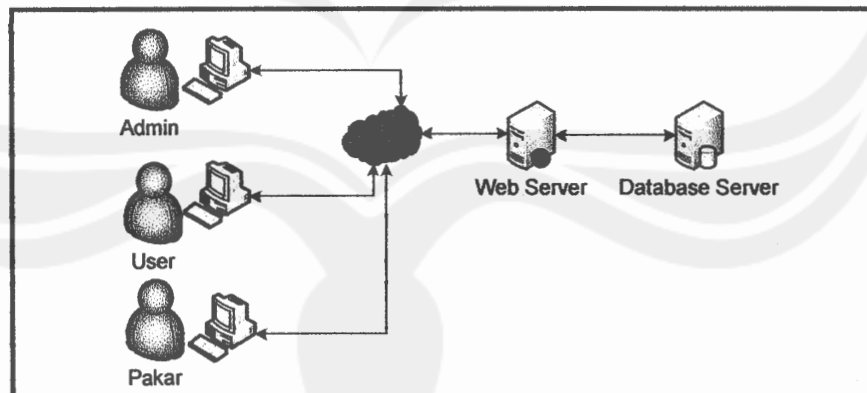 Admin
User
Pakar
Web Server
Database Server